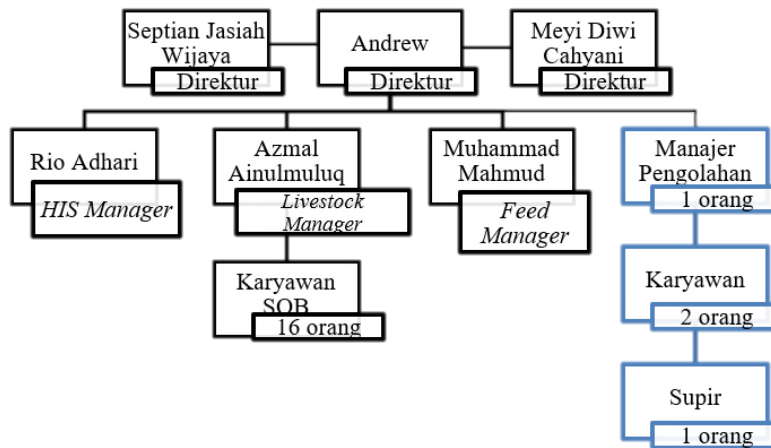 Septian Jasiah
Wijaya
Direktur
Andrew
Direktur
Meyi Diwi
Cahyani
Direktur
Rio Adhari
HIS Manager
Azmal
Ainulmuluq
Livestock
Manager
Muhammad
Mahmud
Feed
Manager
Manajer
Pengolahan
1 orang
Karyawan
SOB
16 orang
Karyawan
2 orang
Supir
1 orang